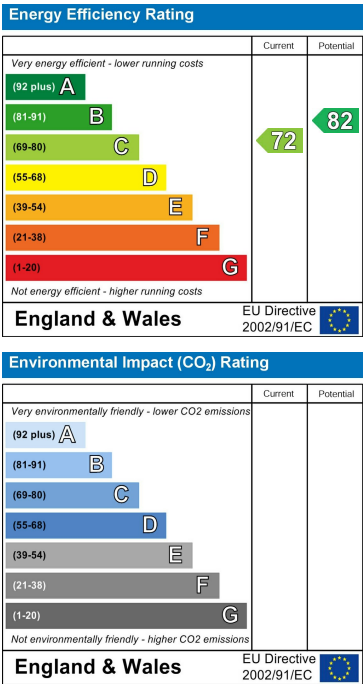 Energy Efficiency Rating
Current Potential
Very energy efficient - lower running costs
(92 plus) A
(81-91) B
(69-80) C
(55-68) D
(39-54) E
(21-38) F
(1-20) G
72
82
Not energy efficient - higher running costs
England & Wales
EU Directive
2002/91/EC
Environmental Impact (CO₂) Rating
Current Potential
Very environmentally friendly - lower CO2 emissions
(92 plus) A
(81-91) B
(69-80) C
(55-68) D
(39-54) E
(21-38) F
(1-20) G
Not environmentally friendly - higher CO2 emissions
England & Wales
EU Directive
2002/91/EC